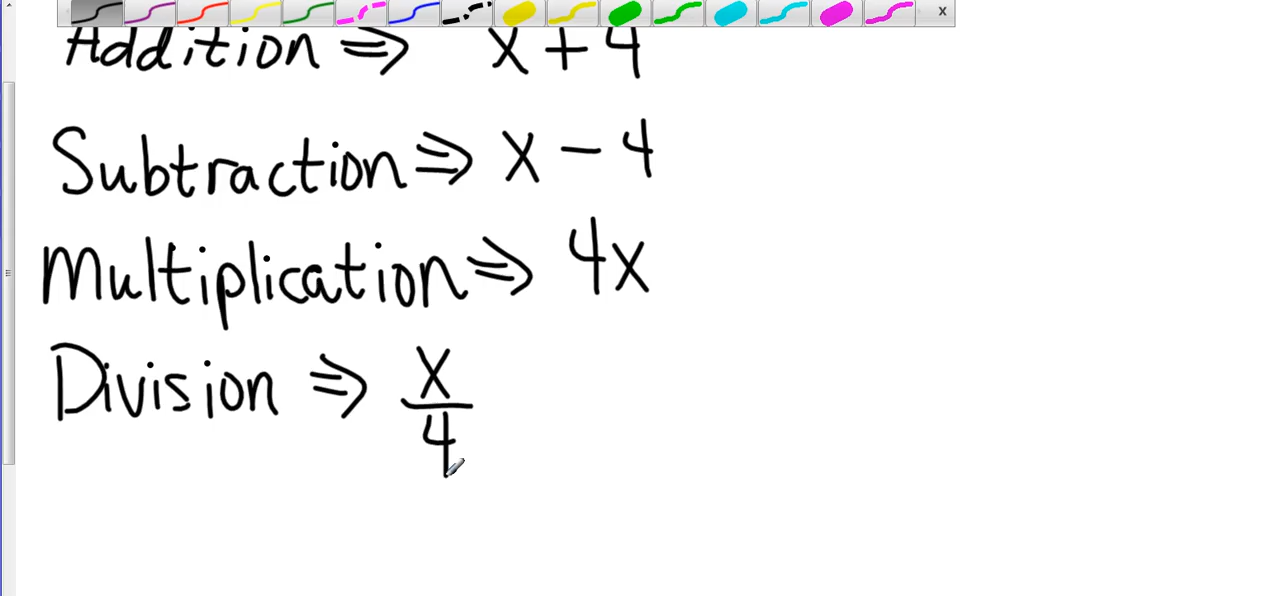 Addition ⇒ x + 4
Subtraction ⇒ x − 4
Multiplication ⇒ 4x
Division ⇒ x/4